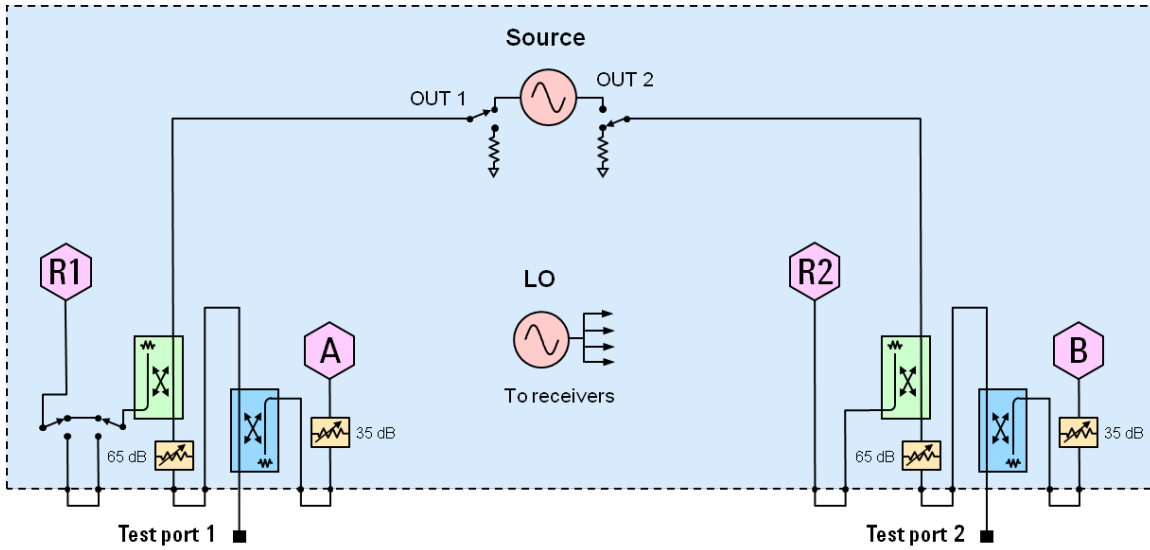 Source
OUT 1
OUT 2
R1
R2
LO
A
B
To receivers
35 dB
35 dB
65 dB
65 dB
Test port 1
Test port 2